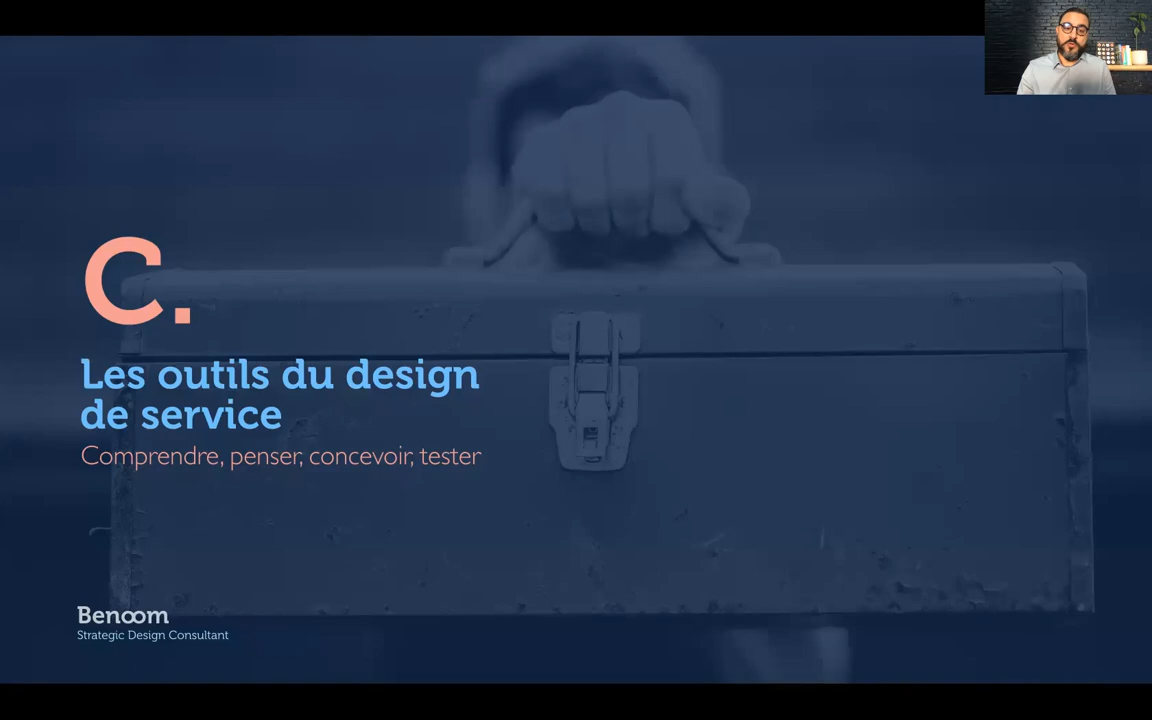 C.
Les outils du design
de service
Comprendre, penser, concevoir, tester
Benoom
Strategic Design Consultant